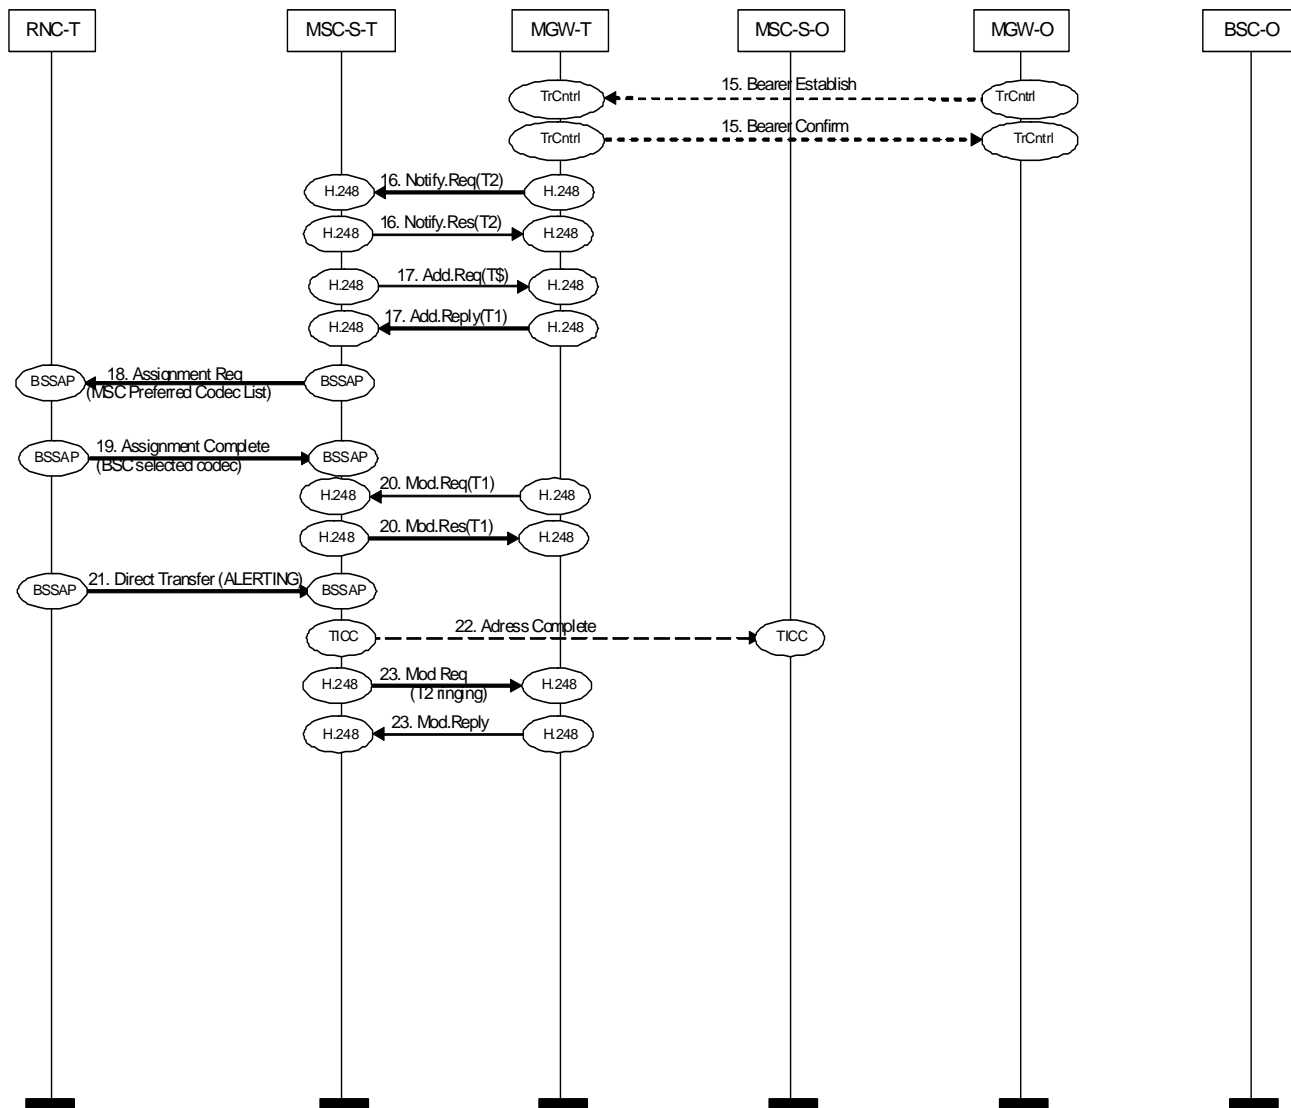 RNC-T MSC-S-T MGW-T MSC-S-O MGW-O BSC-O
TrCntrl 15. Bearer Establish TrCntrl
TrCntrl 15. Bearer Confirm TrCntrl
H.248 16. Notify.Req(T2) H.248
H.248 16. Notify.Res(T2) H.248
H.248 17. Add.Req(T$) H.248
H.248 17. Add.Reply(T1) H.248
BSSAP 18. Assignment Req BSSAP
(MSC Preferred Codec List)
BSSAP 19. Assignment Complete BSSAP
(BSC selected codec)
H.248 20. Mod.Req(T1) H.248
H.248 20. Mod.Res(T1) H.248
BSSAP 21. Direct Transfer (ALERTING) BSSAP
TICC 22. Adress Complete TICC
H.248 23. Mod Req H.248
(T2 ringing)
H.248 23. Mod.Reply H.248